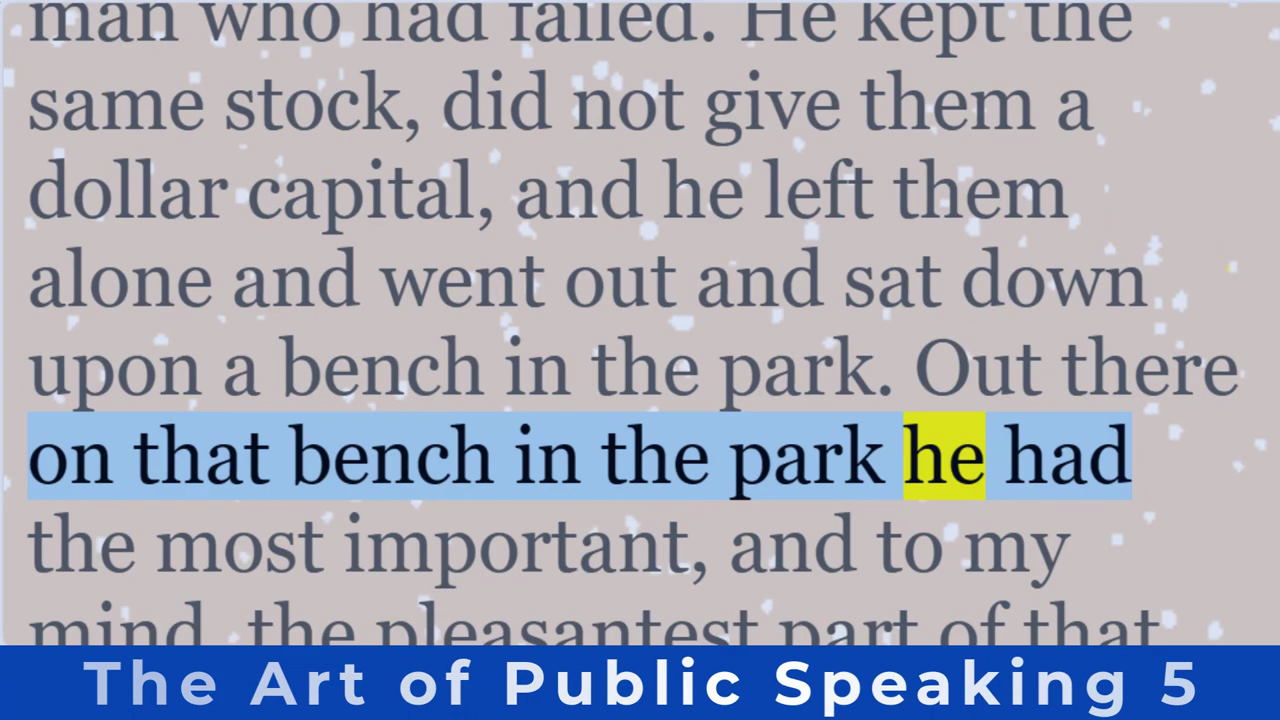 man who had failed. He kept the
same stock, did not give them a
dollar capital, and he left them
alone and went out and sat down
upon a bench in the park. Out there
on that bench in the park he had
the most important, and to my
mind, the pleasantest part of that
The Art of Public Speaking 5